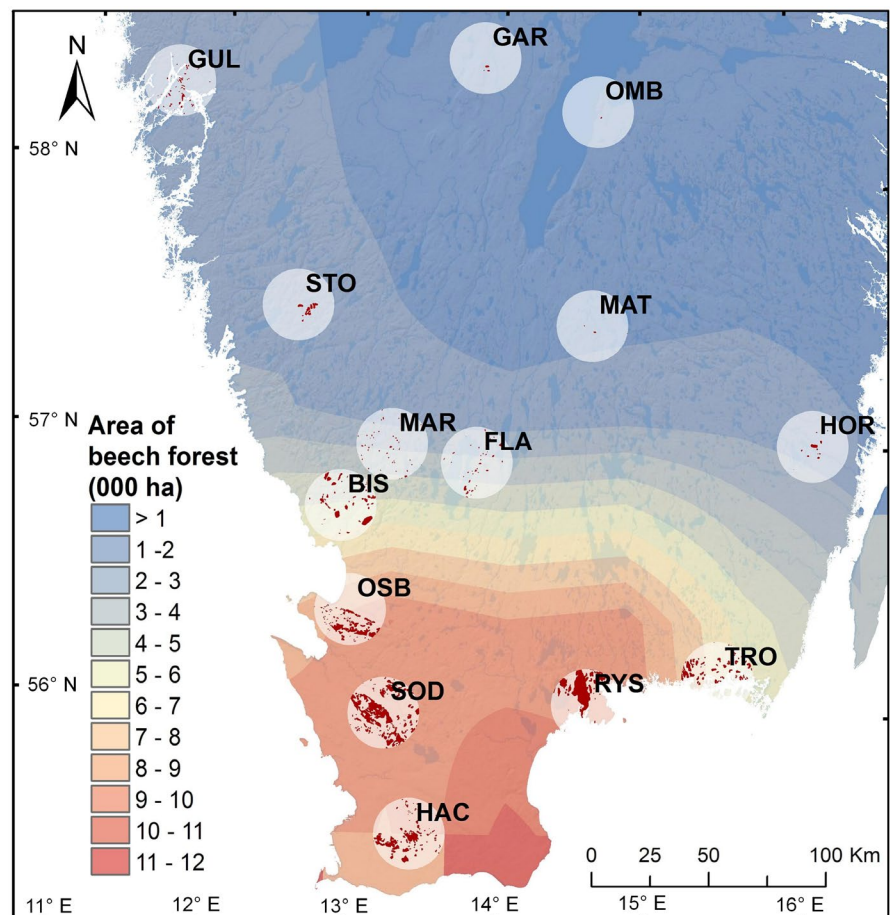 N
GUL
GAR
OMB
58° N
STO
MAT
57° N
MAR
FLA
HOR
BIS
Area of
beech forest
(000 ha)
> 1
1 -2
2 - 3
3 - 4
4 - 5
5 - 6
6 - 7
7 - 8
8 - 9
9 - 10
10 - 11
11 - 12
OSB
TRO
56° N
SOD
RYS
HAC
0 25 50 100 Km
11° E 12° E 13° E 14° E 15° E 16° E